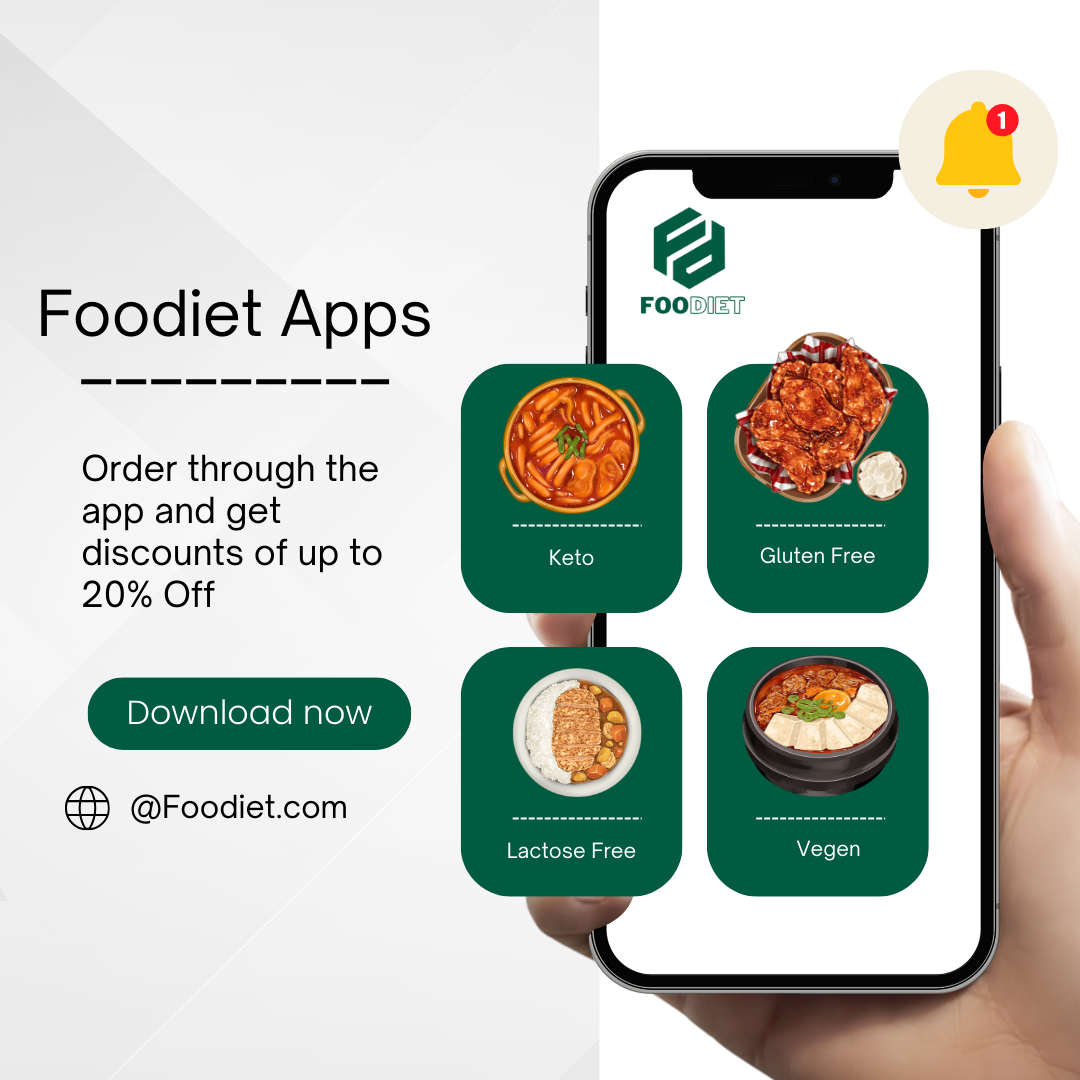 Foodiet Apps
Order through the
app and get
discounts of up to
20% Off
Download now
@Foodiet.com
1
FOODIET
Keto
Gluten Free
Lactose Free
Vegen